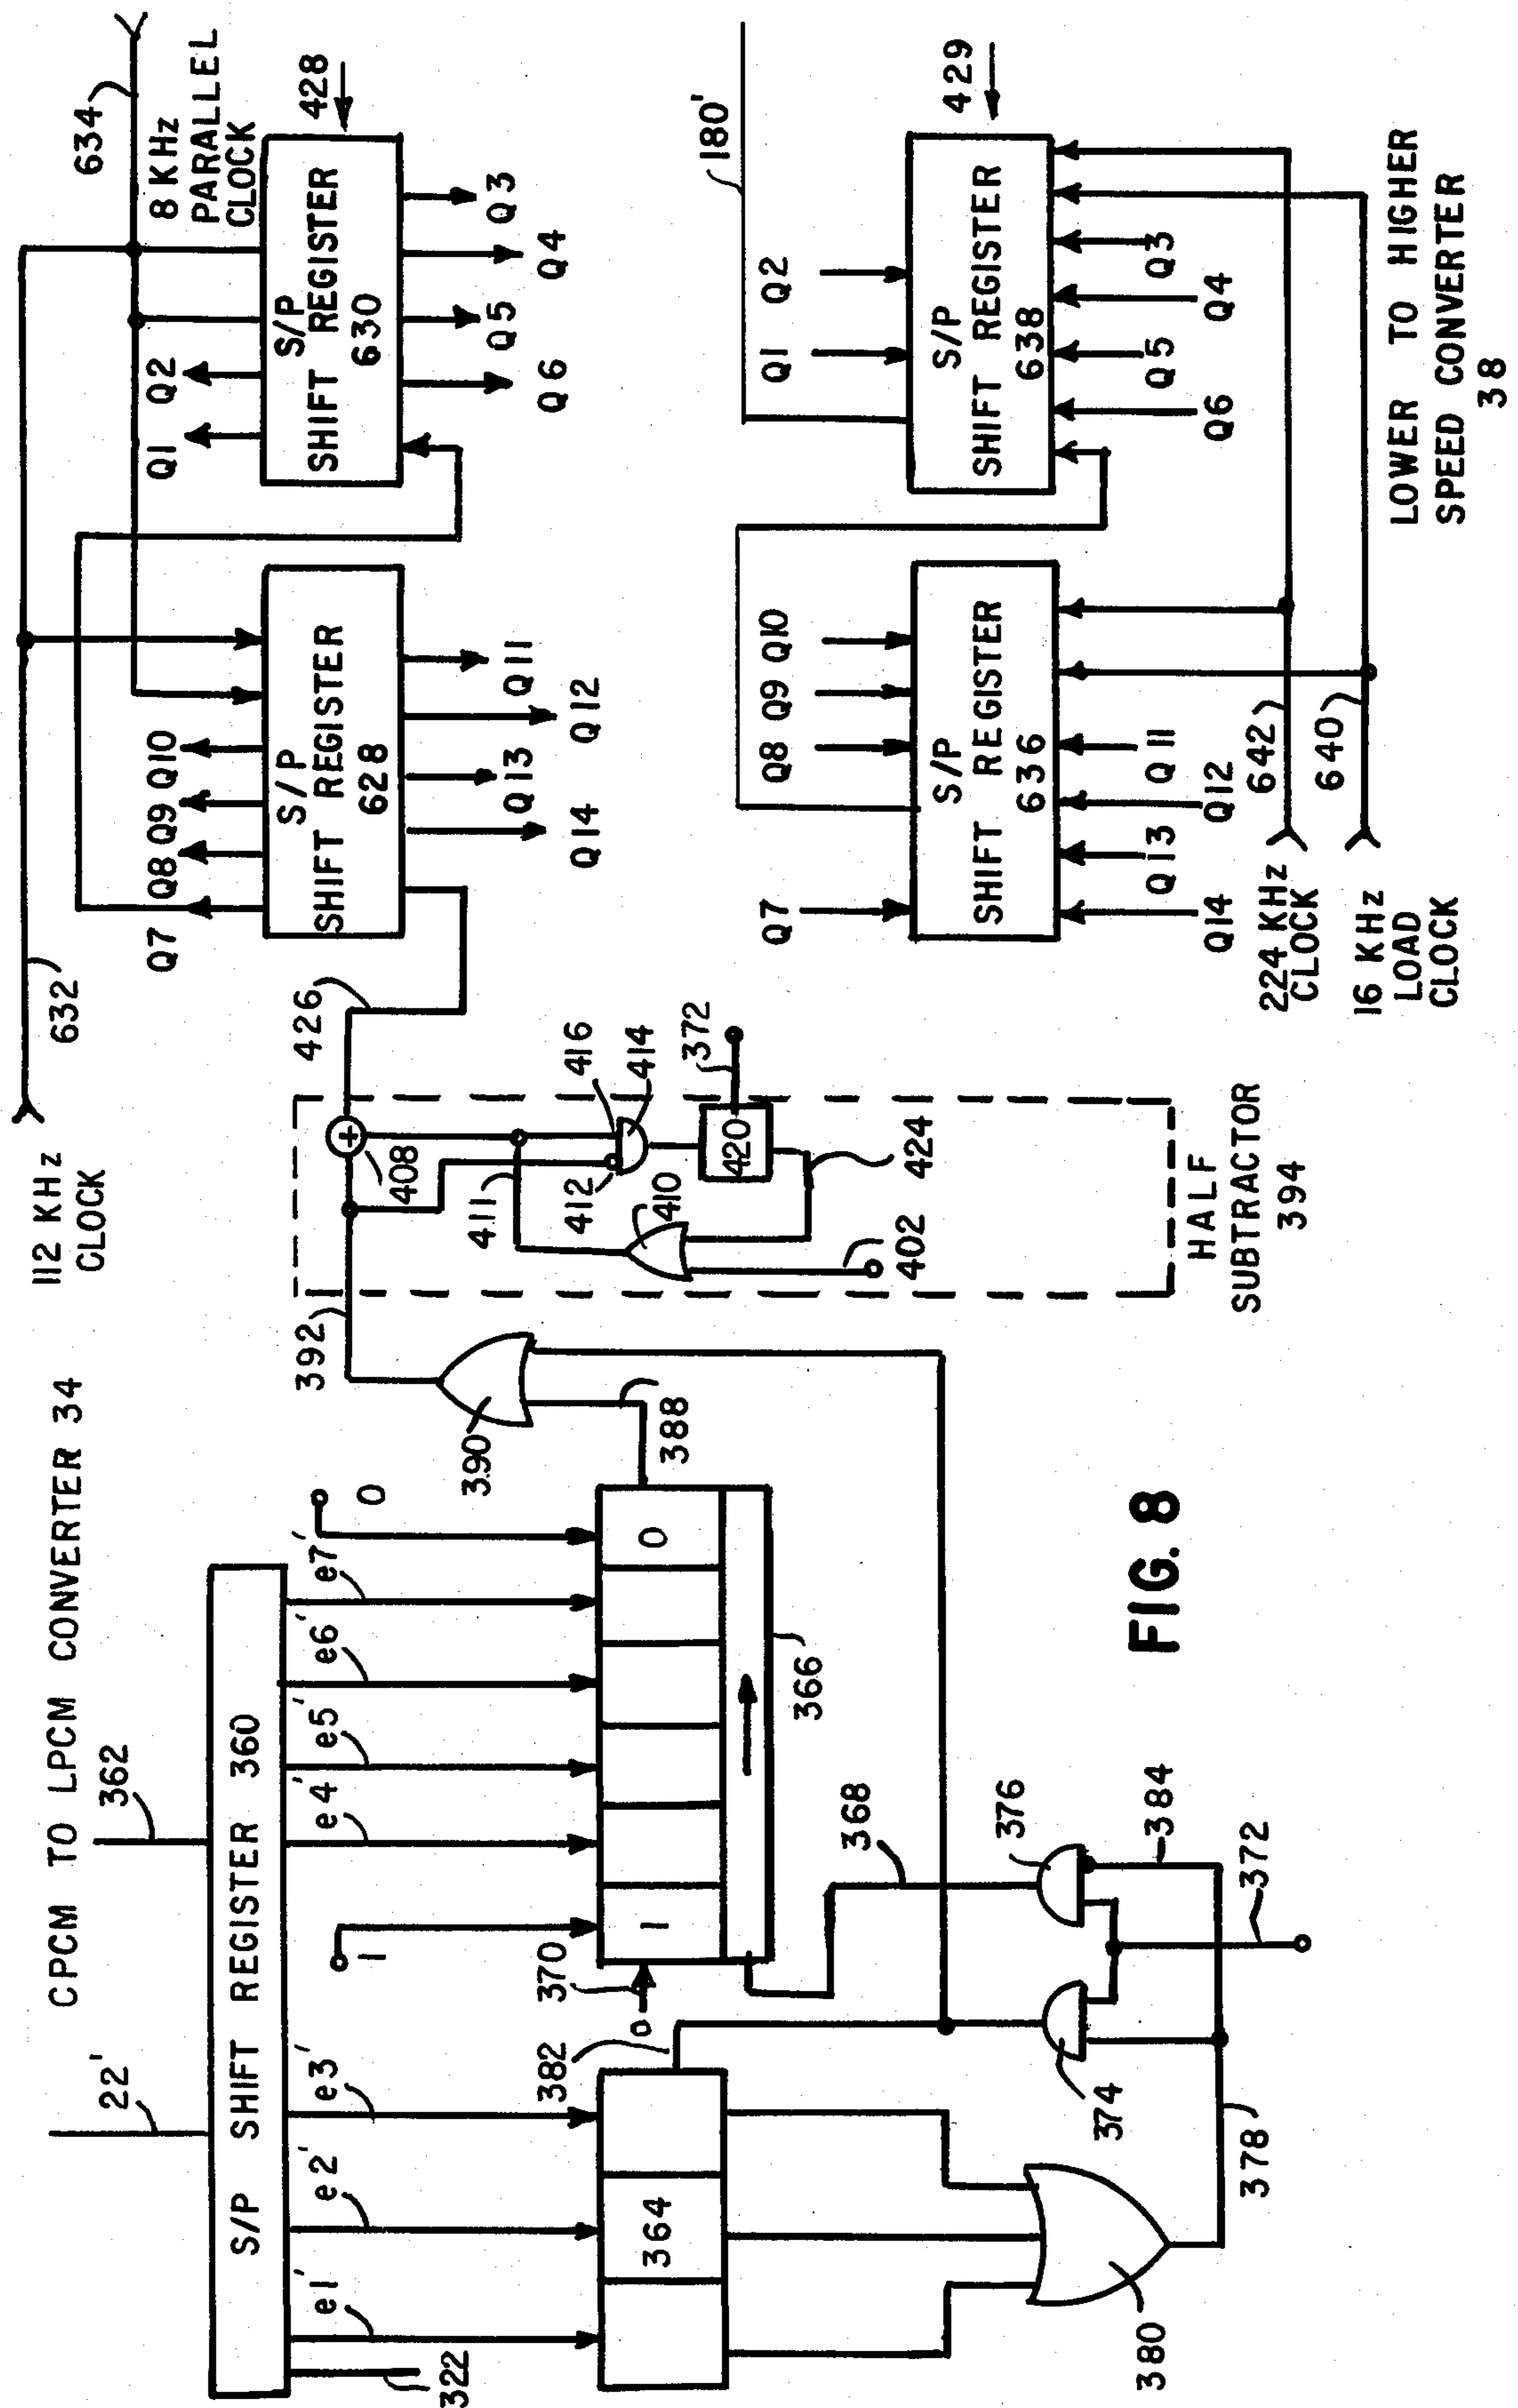 CPCM TO LPCM CONVERTER 34
22'
362
S/P SHIFT REGISTER 360
322
e1'
e2'
e3'
e4'
e5'
e6'
e7'
0
1
364
382
0
370
1
0
366
368
388
390
392
374
376
384
372
378
380
112 KHz
CLOCK
632
634
8 KHz
PARALLEL
CLOCK
408
411
412
410
416
414
420
372
424
402
HALF
SUBTRACTOR
394
426
Q7
Q8
Q9
Q10
S/P
SHIFT REGISTER
628
Q14
Q13
Q12
Q11
Q1
Q2
S/P
SHIFT REGISTER
630
428
Q6
Q5
Q4
Q3
Q7
Q8
Q9
Q10
S/P
SHIFT REGISTER
636
Q14
Q13
Q12
Q11
180'
Q1
Q2
S/P
SHIFT REGISTER
638
429
Q6
Q5
Q4
Q3
224 KHz
CLOCK
642
16 KHz
LOAD
CLOCK
640
LOWER TO HIGHER
SPEED CONVERTER
38
FIG. 8